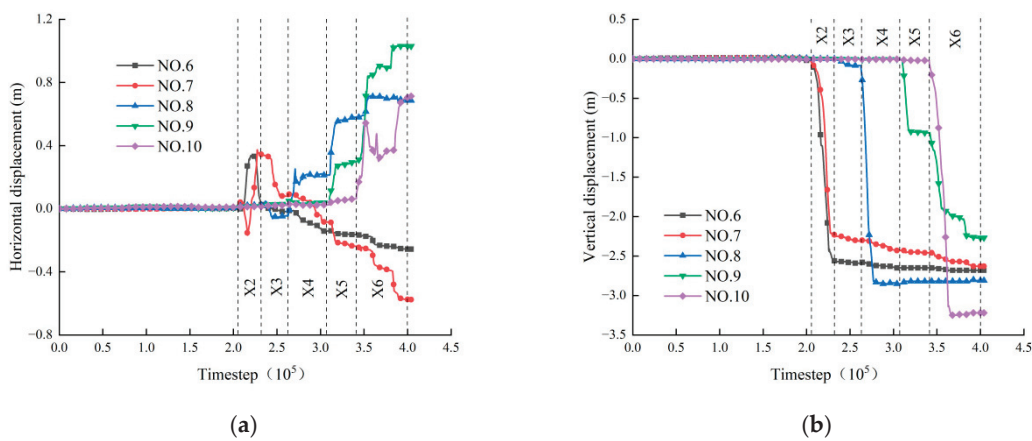 Horizontal displacement (m)
1.2
0.8
0.4
0.0
−0.4
−0.8
NO.6
NO.7
NO.8
NO.9
NO.10
X2
X3
X4
X5
X6
0.0 0.5 1.0 1.5 2.0 2.5 3.0 3.5 4.0 4.5
Timestep（10⁵）
(a)
Vertical displacement (m)
0.5
0.0
−0.5
−1.0
−1.5
−2.0
−2.5
−3.0
−3.5
X2
X3
X4
X5
X6
NO.6
NO.7
NO.8
NO.9
NO.10
0.0 0.5 1.0 1.5 2.0 2.5 3.0 3.5 4.0 4.5
Timestep（10⁵）
(b)